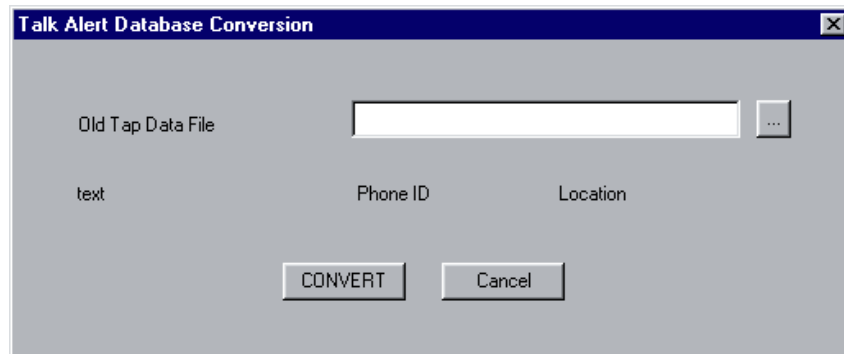 Talk Alert Database Conversion
Old Tap Data File ...
text Phone ID Location
CONVERT Cancel